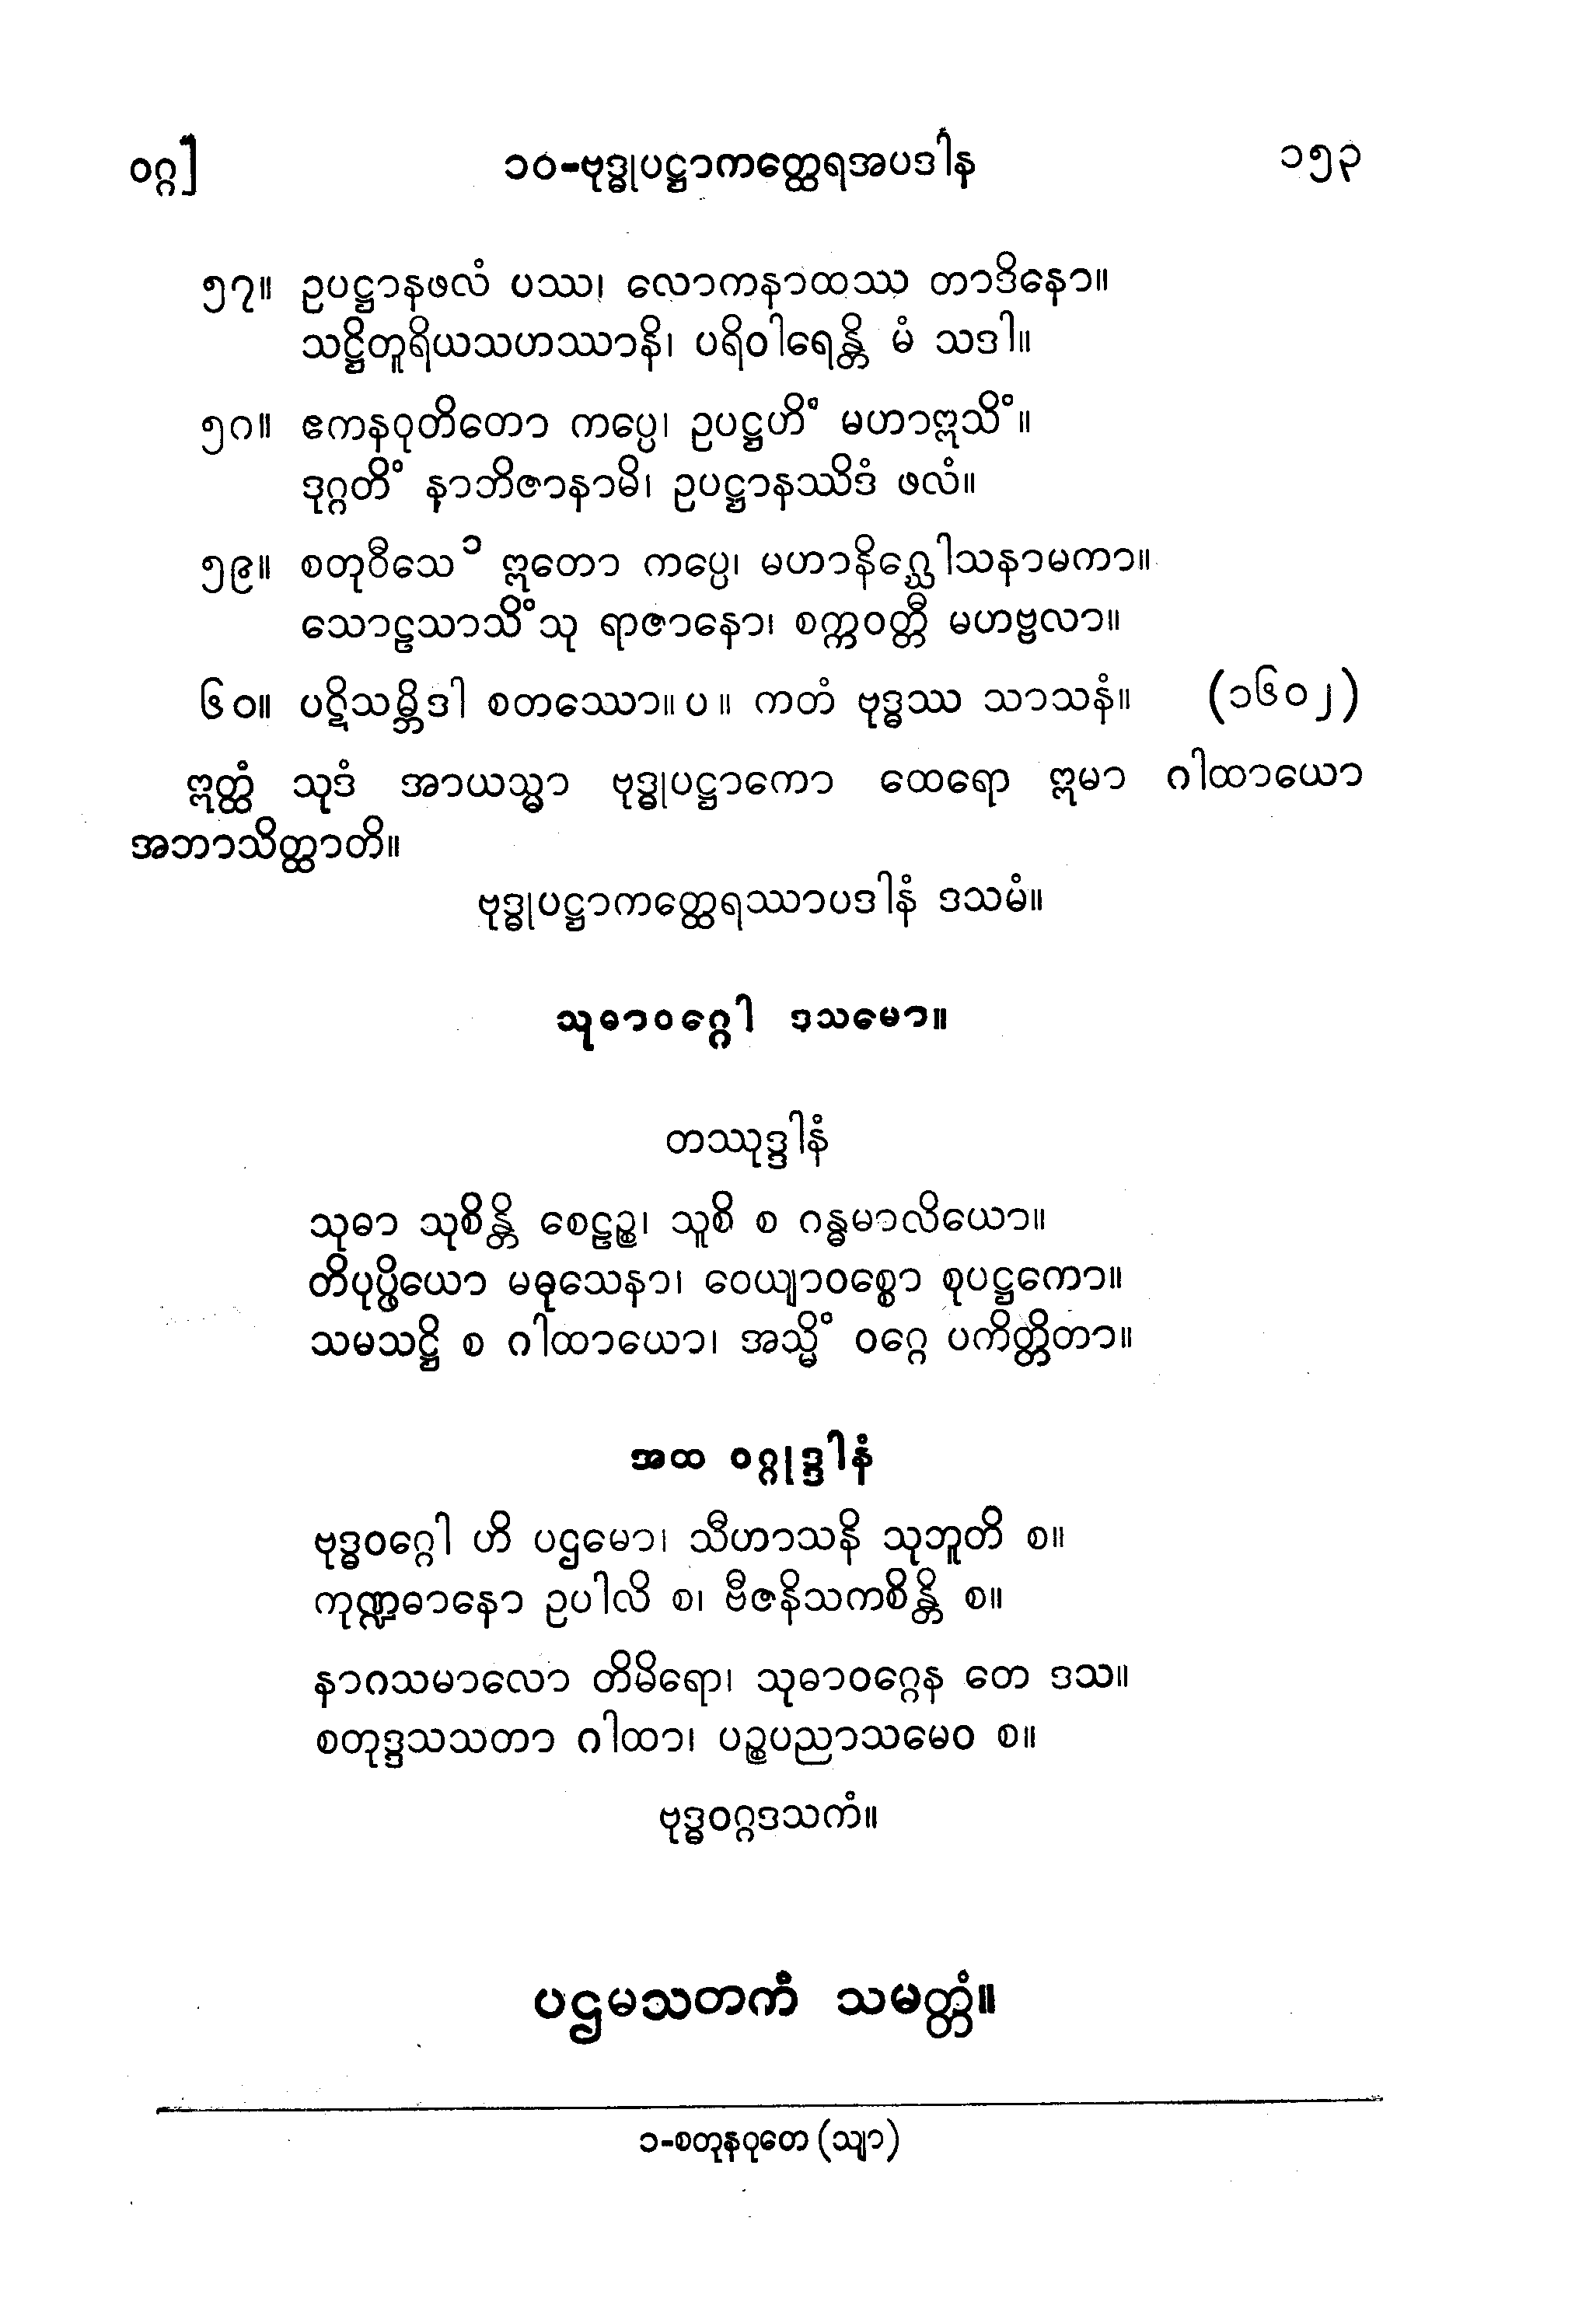 ဝဂ္ဂ] ၁၀-ဗုဒ္ဓုပဋ္ဌာကတ္ထေရအပဒါန် ၁၅၃
၅၇။ ဥပဋ္ဌာနဖလံ ပဿ၊ လောကနာထဿ တာဒိနော။
သဋ္ဌိတူရိယသဟဿာနိ၊ ပရိဝါရေန္တိ မံ သဒါ။
၅၈။ ဧကနဝုတိတော ကပ္ပေ၊ ဥပဋ္ဌဟိံ မဟာဣသိံ။
ဒုဂ္ဂတိံ နာဘိဇာနာမိ၊ ဥပဋ္ဌာနဿိဒံ ဖလံ။
၅၉။ စတုဝီသေ ၁ ဣတော ကပ္ပေ၊ မဟာနိဂ္ဃေါသနာမကာ။
သောဠသာသိံသု ရာဇာနော၊ စက္ကဝတ္တီ မဟဗ္ဗလာ။
၆၀။ ပဋိသမ္ဘိဒါ စတဿော။ ပ ။ ကတံ ဗုဒ္ဓဿ သာသနံ။ (၁၆၀၂)
ဣတ္ထံ သုဒံ အာယသ္မာ ဗုဒ္ဓုပဋ္ဌာကော ထေရော ဣမာ ဂါထာယော
အဘာသိတ္ထာတိ။
ဗုဒ္ဓုပဋ္ဌာကတ္ထေရဿာပဒါနံ ဒသမံ။
သုဓာဝဂ္ဂေါ ဒသမော။
တဿုဒ္ဒါနံ
သုဓာ သုစိန္တိ စေဠဉ္စ၊ သူစိ စ ဂန္ဓမာလိယော။
တိပုပ္ဖိယော မဓုသေနာ၊ ဝေယျာဝစ္စော စုပဋ္ဌကော။
သမသဋ္ဌိ စ ဂါထာယော၊ အသ္မိံ ဝဂ္ဂေ ပကိတ္တိတာ။
အထ ဝဂ္ဂုဒ္ဒါနံ
ဗုဒ္ဓဝဂ္ဂေါ ဟိ ပဌမော၊ သီဟာသနိ သုဘူတိ စ။
ကုဏ္ဍဓာနော ဥပါလိ စ၊ ဗီဇနိသကစိန္တိ စ။
နာဂသမာလော တိမိရော၊ သုဓာဝဂ္ဂေန တေ ဒသ။
စတုဒ္ဒသသတာ ဂါထာ၊ ပဉ္စပညာသမေဝ စ။
ဗုဒ္ဓဝဂ္ဂဒသကံ။
ပဌမသတကံ သမတ္တံ။
၁-စတုနဝုတေ (သျာ)